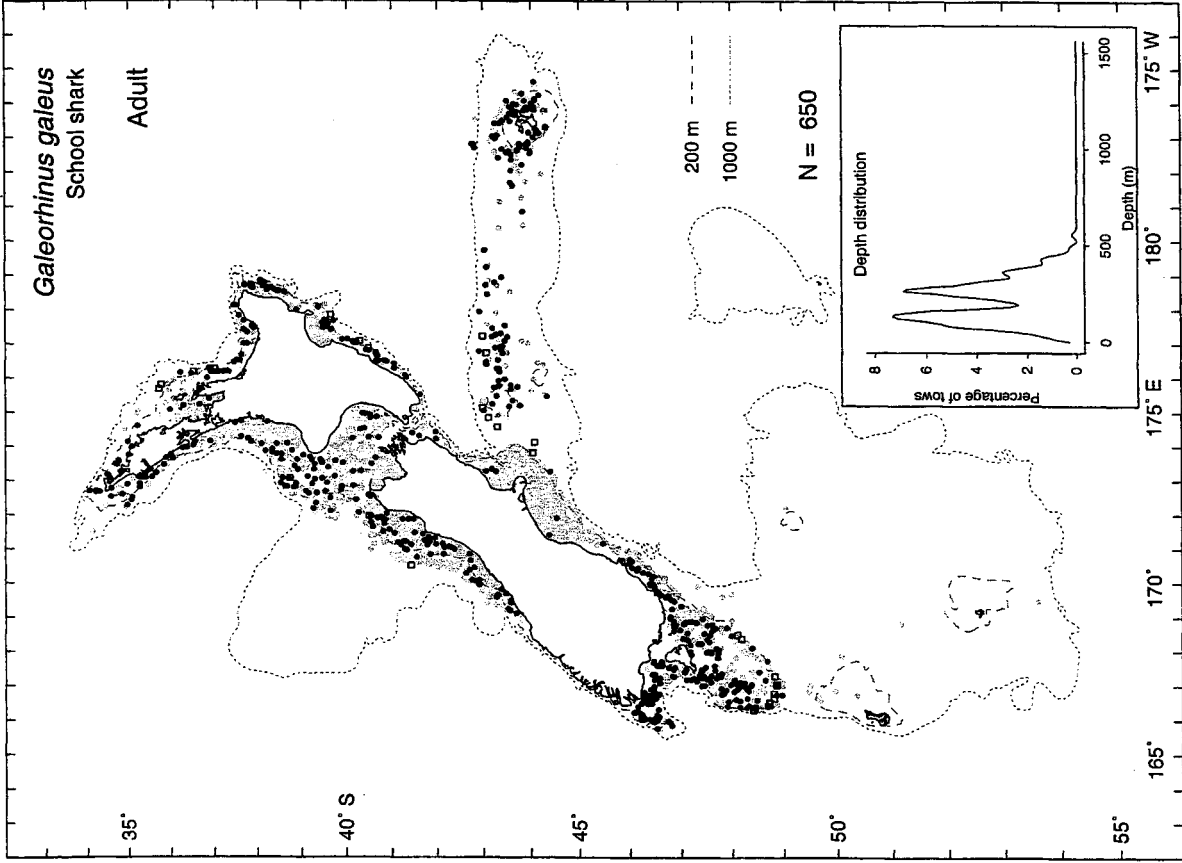 Galeorhinus galeus
School shark
Adult
200 m
1000 m
N = 650
Depth distribution
Percentage of tows
8
6
4
2
0
0
500
1000
1500
Depth (m)
35°
40° S
45°
50°
55°
165°
170°
175° E
180°
175° W